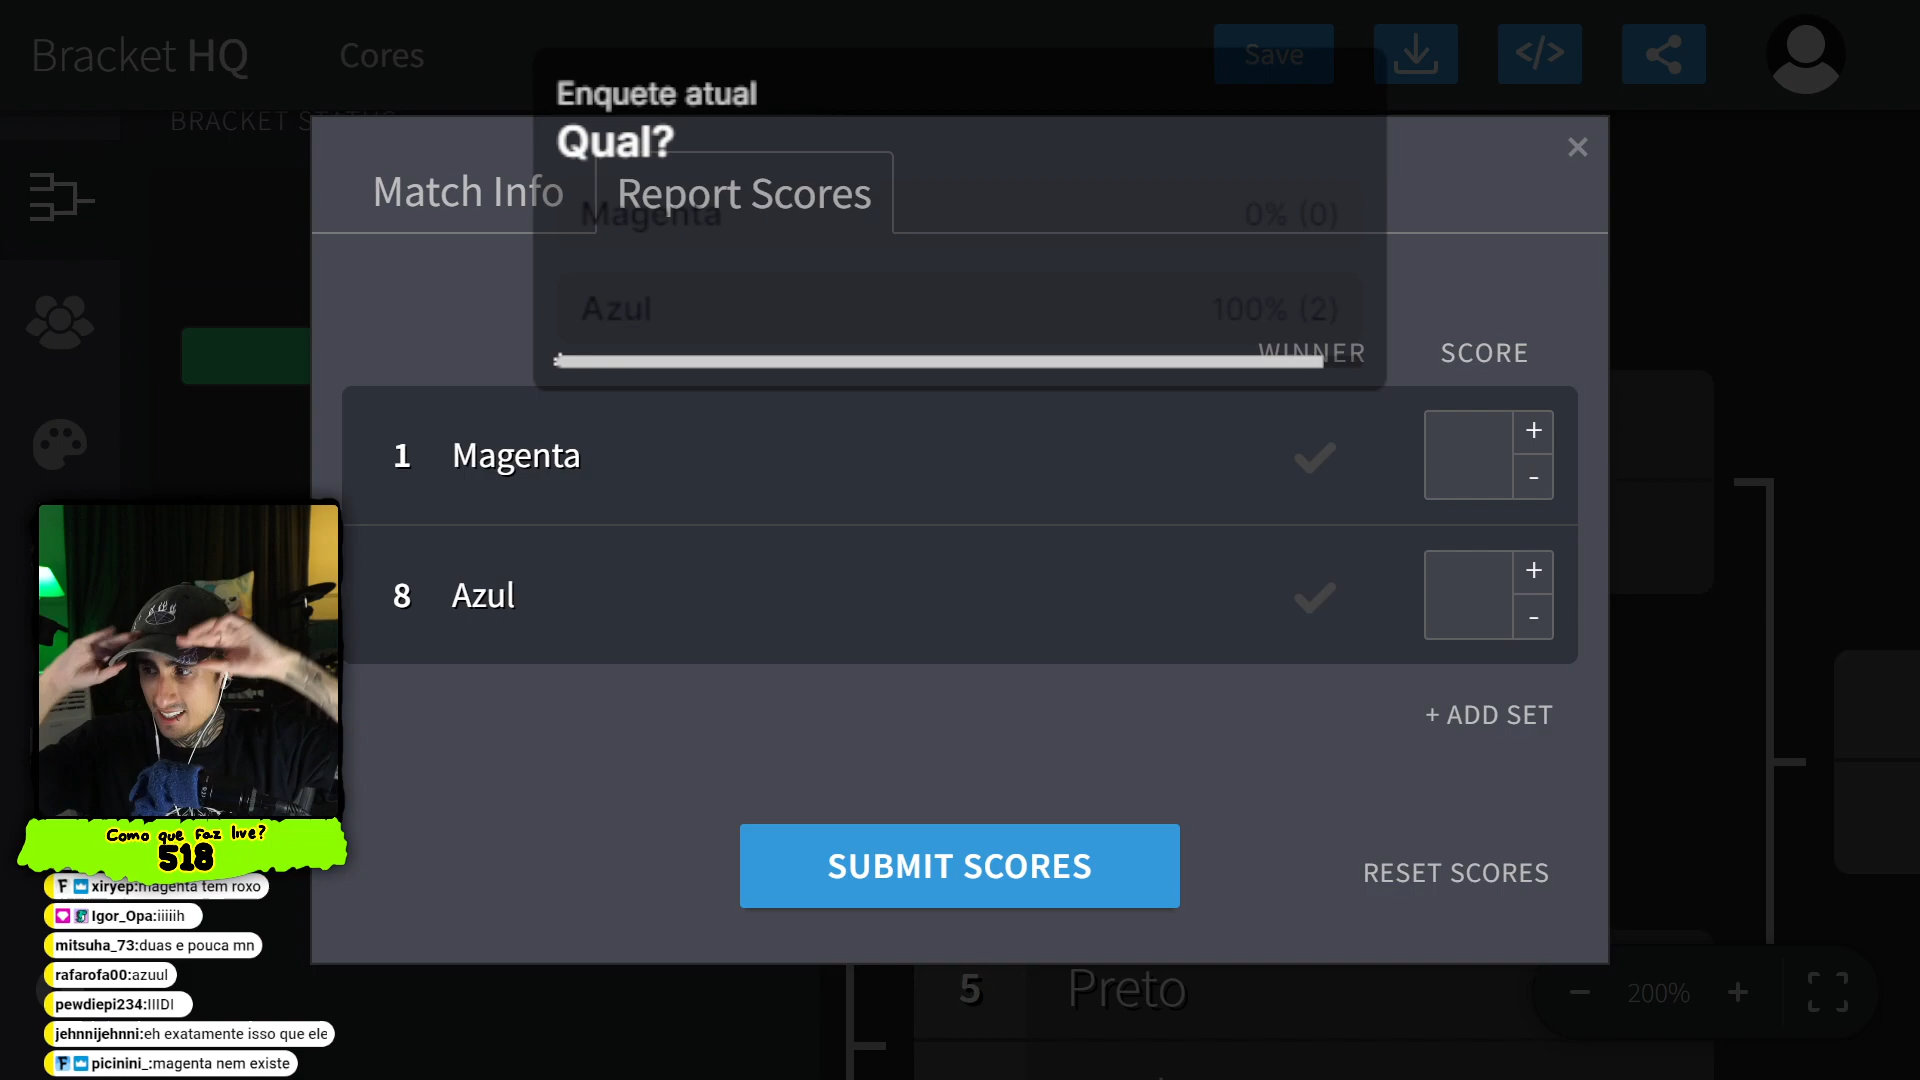 Bracket HQ
Cores
Save
</>
BRACKET STATUS
Enquete atual
Qual?
Magenta 0% (0)
Azul 100% (2)
Match Info
Report Scores
×
WINNER
SCORE
1 Magenta
+
-
8 Azul
+
-
+ ADD SET
SUBMIT SCORES
RESET SCORES
5 Preto
− 200% +
Como que faz live?
518
xiryep:magenta tem roxo
Igor_Opa:iiiiih
mitsuha_73:duas e pouca mn
rafarofa00:azuul
pewdiepi234:IIIDI
jehnnijehnni:eh exatamente isso que ele
picinini_:magenta nem existe